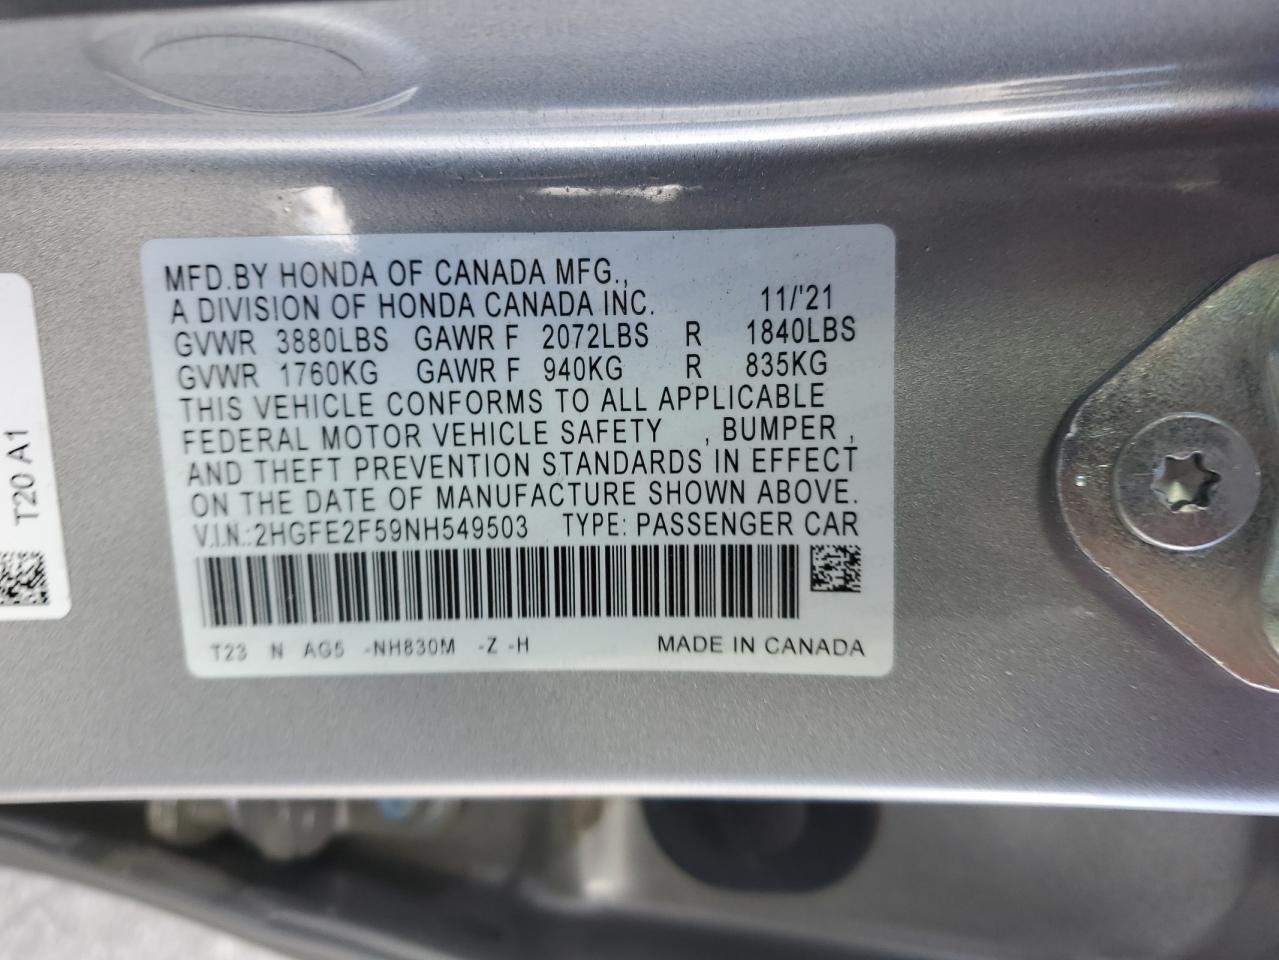 MFD.BY HONDA OF CANADA MFG.,
A DIVISION OF HONDA CANADA INC. 11/'21
GVWR 3880LBS GAWR F 2072LBS R 1840LBS
GVWR 1760KG GAWR F 940KG R 835KG
THIS VEHICLE CONFORMS TO ALL APPLICABLE
FEDERAL MOTOR VEHICLE SAFETY , BUMPER ,
AND THEFT PREVENTION STANDARDS IN EFFECT
ON THE DATE OF MANUFACTURE SHOWN ABOVE.
V.I.N.:2HGFE2F59NH549503 TYPE: PASSENGER CAR
T23 N AG5 -NH830M -Z -H MADE IN CANADA
T20 A1